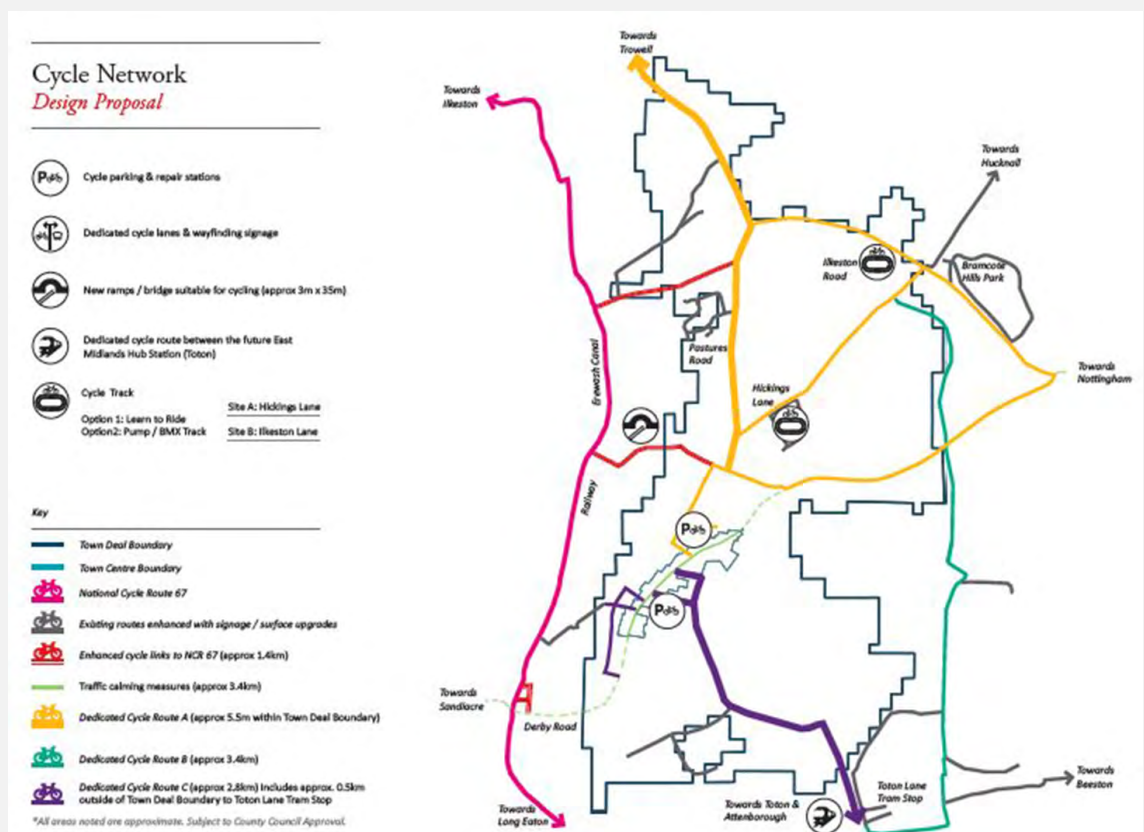 Cycle Network
Design Proposal
Cycle parking & repair stations
Dedicated cycle lanes & wayfinding signage
New ramps / bridge suitable for cycling (approx 3m x 35m)
Dedicated cycle route between the future East
Midlands Hub Station (Toton)
Cycle Track
Option 1: Learn to Ride
Option2: Pump / BMX Track
Site A: Hickings Lane
Site B: Ilkeston Lane
Key
Town Deal Boundary
Town Centre Boundary
National Cycle Route 67
Existing routes enhanced with signage / surface upgrades
Enhanced cycle links to NCR 67 (approx 1.4km)
Traffic calming measures (approx 3.4km)
Dedicated Cycle Route A (approx 5.5m within Town Deal Boundary)
Dedicated Cycle Route B (approx 3.4km)
Dedicated Cycle Route C (approx 2.8km) Includes approx. 0.5km
outside of Town Deal Boundary to Toton Lane Tram Stop
*All areas noted are approximate. Subject to County Council Approval.
Towards
Trowell
Towards
Ilkeston
Towards
Hucknall
Ilkeston
Road
Bramcote
Hills Park
Pastures
Road
Erewash Canal
Towards
Nottingham
Hickings
Lane
Railway
P
P
P
Towards
Sandiacre
Derby Road
Towards
Long Eaton
Towards Toton &
Attenborough
Toton Lane
Tram Stop
Towards
Beeston